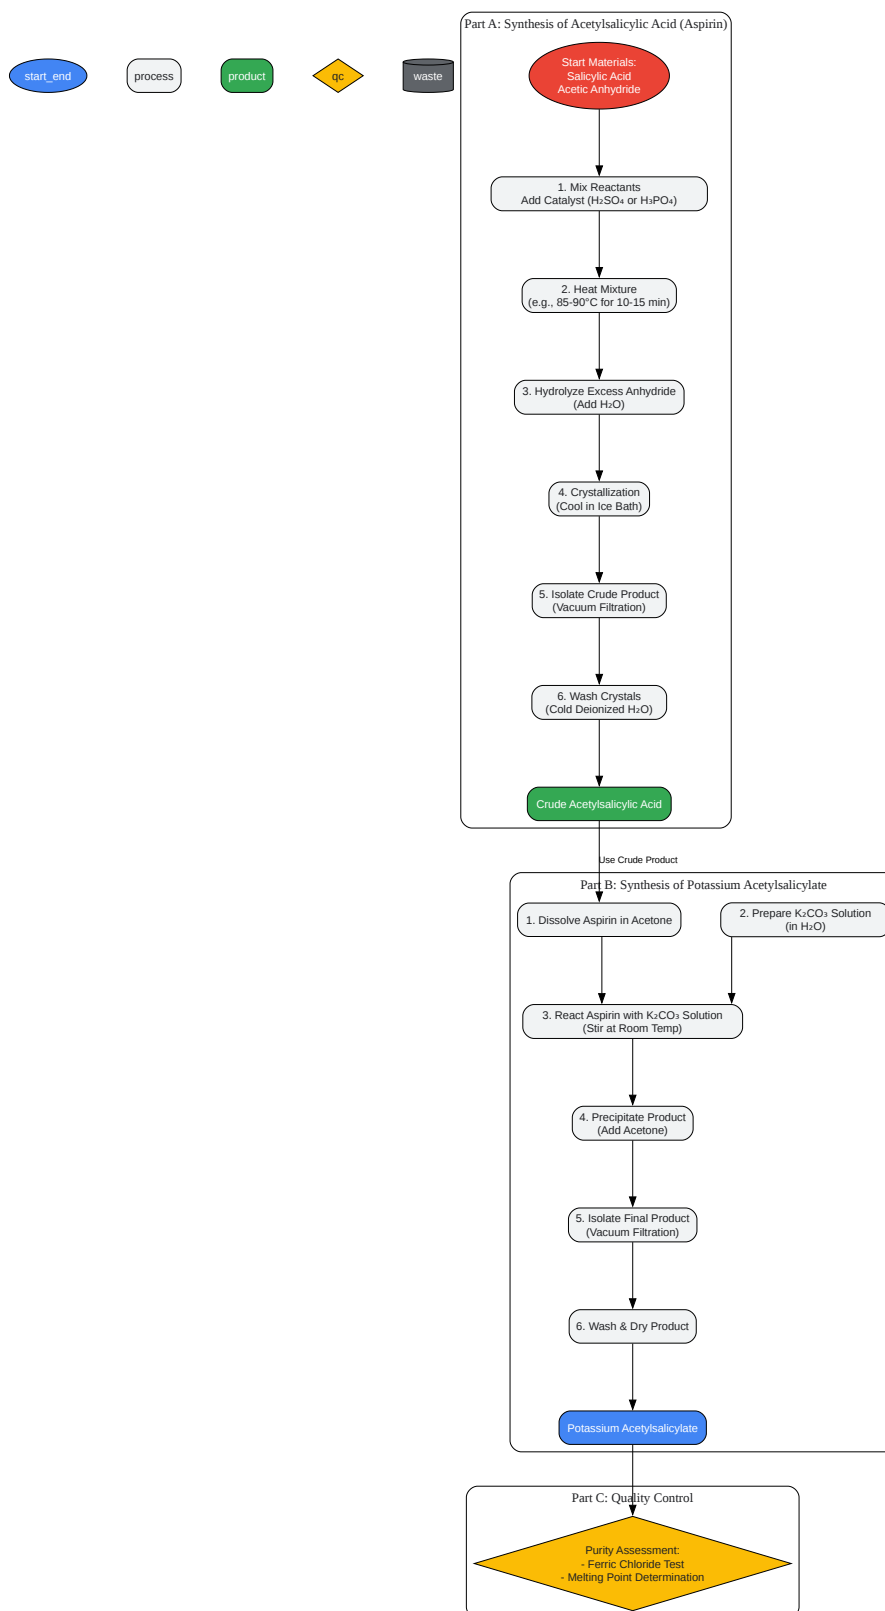 Part A: Synthesis of Acetylsalicylic Acid (Aspirin)
start_end
process
product
qc
waste
Start Materials:
Salicylic Acid
Acetic Anhydride
1. Mix Reactants
Add Catalyst (H₂SO₄ or H₃PO₄)
2. Heat Mixture
(e.g., 85-90°C for 10-15 min)
3. Hydrolyze Excess Anhydride
(Add H₂O)
4. Crystallization
(Cool in Ice Bath)
5. Isolate Crude Product
(Vacuum Filtration)
6. Wash Crystals
(Cold Deionized H₂O)
Crude Acetylsalicylic Acid
Use Crude Product
Part B: Synthesis of Potassium Acetylsalicylate
1. Dissolve Aspirin in Acetone
2. Prepare K₂CO₃ Solution
(in H₂O)
3. React Aspirin with K₂CO₃ Solution
(Stir at Room Temp)
4. Precipitate Product
(Add Acetone)
5. Isolate Final Product
(Vacuum Filtration)
6. Wash & Dry Product
Potassium Acetylsalicylate
Part C: Quality Control
Purity Assessment:
- Ferric Chloride Test
- Melting Point Determination